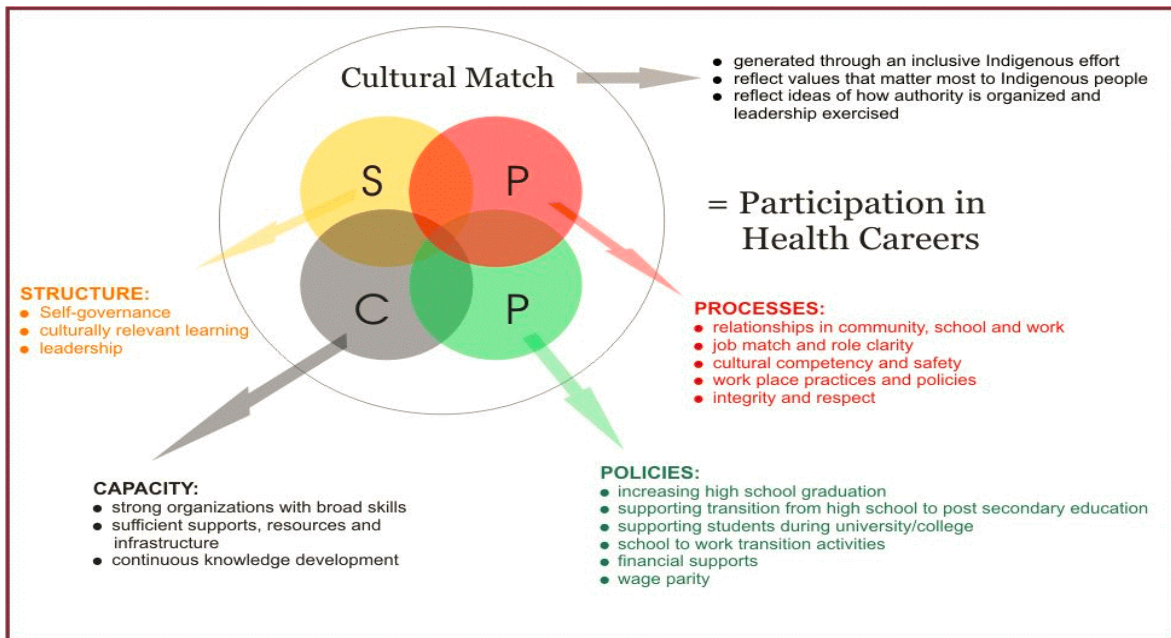 Cultural Match
● generated through an inclusive Indigenous effort
● reflect values that matter most to Indigenous people
● reflect ideas of how authority is organized and
leadership exercised
S
P
C
P
= Participation in
Health Careers
STRUCTURE:
● Self-governance
● culturally relevant learning
● leadership
PROCESSES:
● relationships in community, school and work
● job match and role clarity
● cultural competency and safety
● work place practices and policies
● integrity and respect
CAPACITY:
● strong organizations with broad skills
● sufficient supports, resources and
infrastructure
● continuous knowledge development
POLICIES:
● increasing high school graduation
● supporting transition from high school to post secondary education
● supporting students during university/college
● school to work transition activities
● financial supports
● wage parity